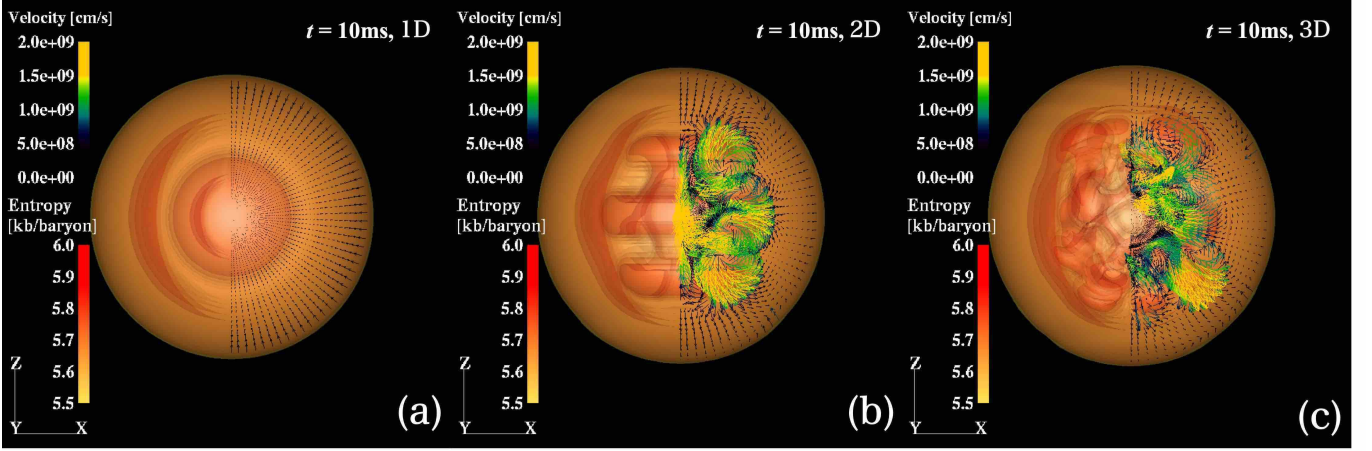 Velocity [cm/s]
t = 10ms, 1D
2.0e+09
1.5e+09
1.0e+09
5.0e+08
0.0e+00
Entropy
[kb/baryon]
6.0
5.9
5.8
5.7
5.6
5.5
Z
Y X
(a)
Velocity [cm/s]
t = 10ms, 2D
2.0e+09
1.5e+09
1.0e+09
5.0e+08
0.0e+00
Entropy
[kb/baryon]
6.0
5.9
5.8
5.7
5.6
5.5
Z
Y X
(b)
Velocity [cm/s]
t = 10ms, 3D
2.0e+09
1.5e+09
1.0e+09
5.0e+08
0.0e+00
Entropy
[kb/baryon]
6.0
5.9
5.8
5.7
5.6
5.5
Z
Y X
(c)